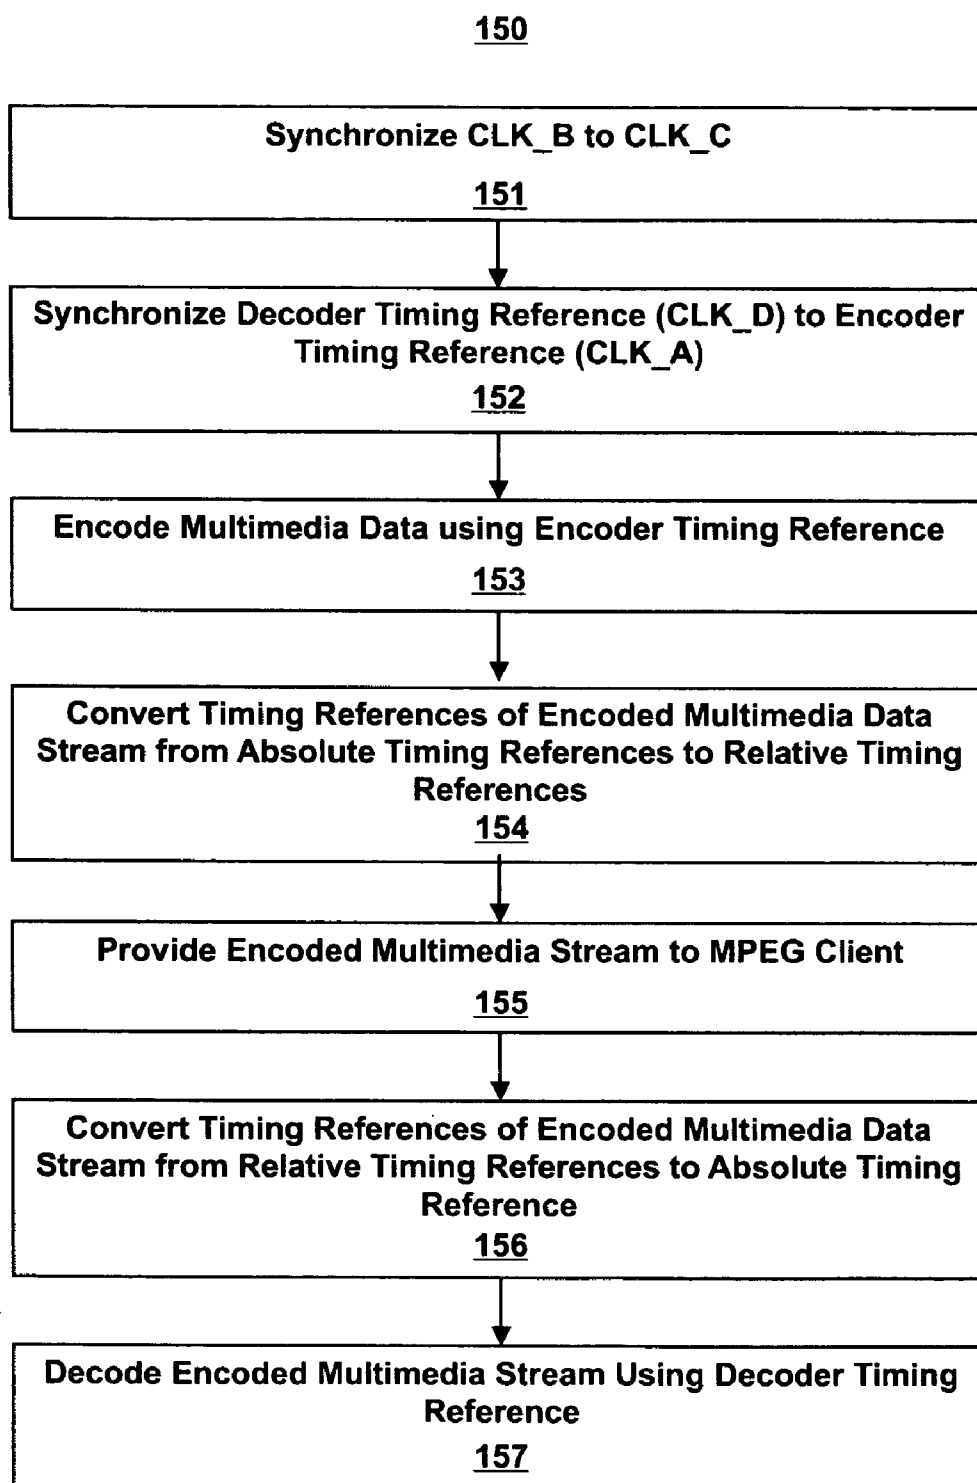 150
Synchronize CLK_B to CLK_C
151
Synchronize Decoder Timing Reference (CLK_D) to Encoder
Timing Reference (CLK_A)
152
Encode Multimedia Data using Encoder Timing Reference
153
Convert Timing References of Encoded Multimedia Data
Stream from Absolute Timing References to Relative Timing
References
154
Provide Encoded Multimedia Stream to MPEG Client
155
Convert Timing References of Encoded Multimedia Data
Stream from Relative Timing References to Absolute Timing
Reference
156
Decode Encoded Multimedia Stream Using Decoder Timing
Reference
157